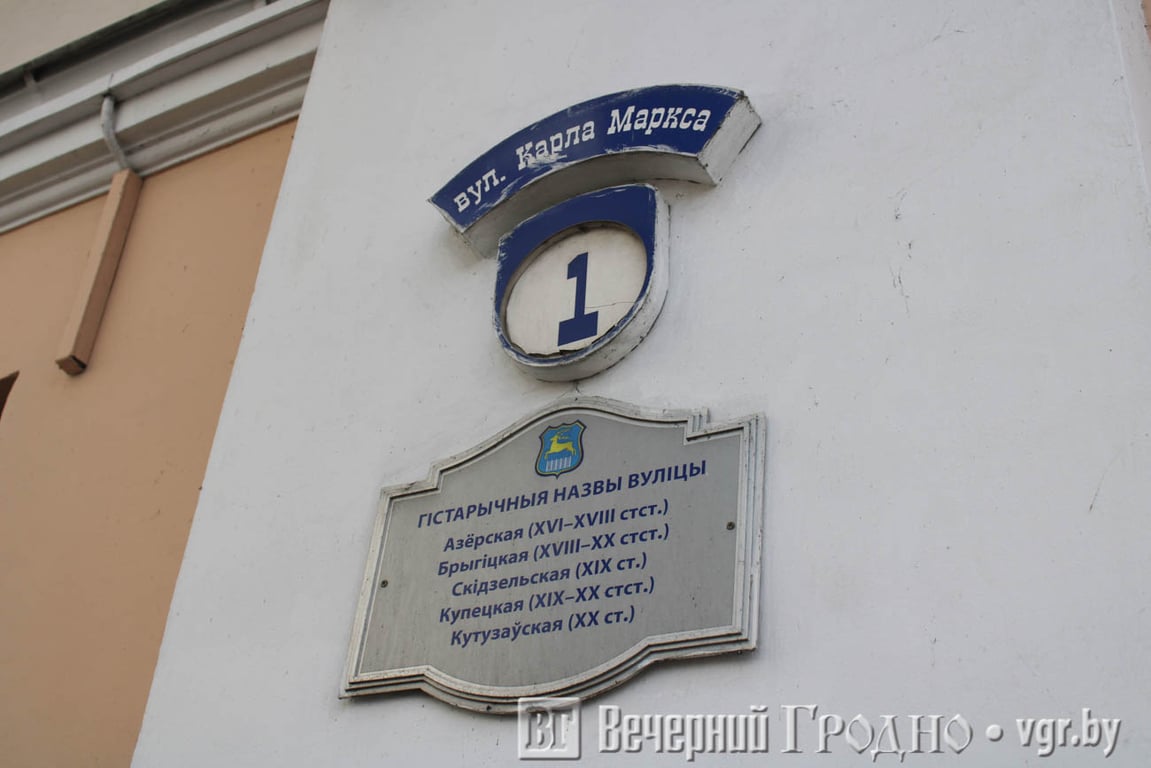 вул. Карла Маркса
1
ГІСТАРЫЧНЫЯ НАЗВЫ ВУЛІЦЫ
Азёрская (XVI–XVIII стст.)
Брыгіцкая (XVIII–XX стст.)
Скідзельская (XIX ст.)
Купецкая (XIX–XX стст.)
Кутузаўская (XX ст.)
ВГ Вечерний Гродно • vgr.by